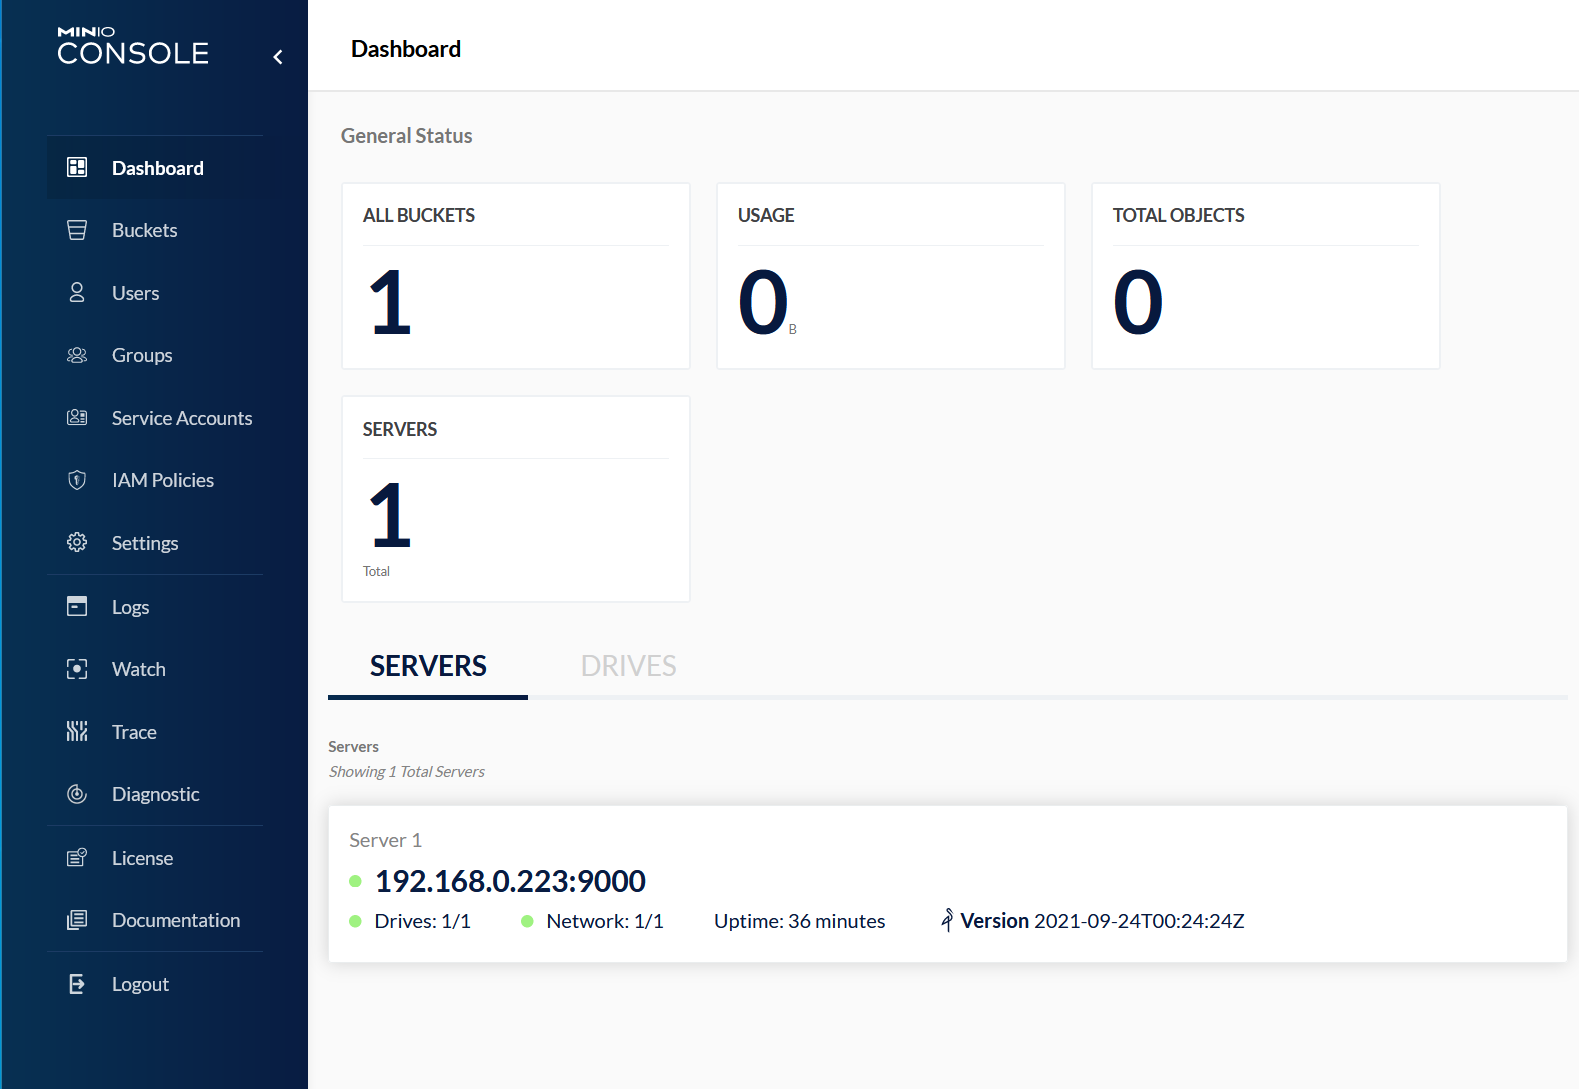 MINIO
CONSOLE
Dashboard
Buckets
Users
Groups
Service Accounts
IAM Policies
Settings
Logs
Watch
Trace
Diagnostic
License
Documentation
Logout
Dashboard
General Status
ALL BUCKETS
1
USAGE
0 B
TOTAL OBJECTS
0
SERVERS
1
Total
SERVERS DRIVES
Servers
Showing 1 Total Servers
Server 1
192.168.0.223:9000
Drives: 1/1 Network: 1/1 Uptime: 36 minutes Version 2021-09-24T00:24:24Z